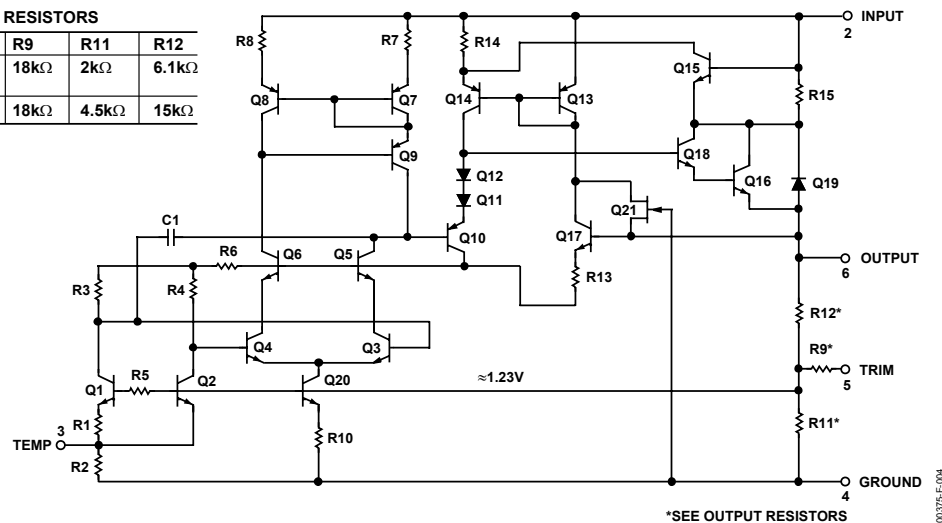 RESISTORS
R9 R11 R12
18kΩ 2kΩ 6.1kΩ
18kΩ 4.5kΩ 15kΩ
R8
R7
R14
INPUT
2
Q15
R15
Q8
Q7
Q14
Q13
Q9
Q18
Q16
Q19
Q12
Q11
Q21
C1
Q10
Q17
R6
Q6
Q5
OUTPUT
6
R3
R4
R13
R12*
Q4
Q3
R9*
≈1.23V
TRIM
5
Q1
R5
Q2
Q20
R1
R11*
TEMP
3
R10
R2
GROUND
4
*SEE OUTPUT RESISTORS
00375-F-004